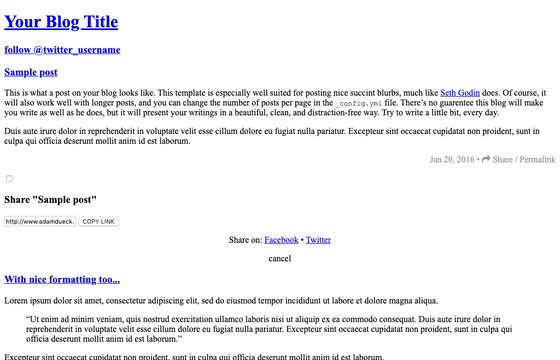 Your Blog Title
follow @twitter_username
Sample post
This is what a post on your blog looks like. This template is especially well suited for posting nice succint blurbs, much like Seth Godin does. Of course, it
will also work well with longer posts, and you can change the number of posts per page in the _config.yml file. There's no guarentee this blog will make
you write as well as he does, but it will present your writings in a beautiful, clean, and distraction-free way. Try to write a little bit, every day.
Duis aute irure dolor in reprehenderit in voluptate velit esse cillum dolore eu fugiat nulla pariatur. Excepteur sint occaecat cupidatat non proident, sunt in
culpa qui officia deserunt mollit anim id est laborum.
Jan 20, 2016 • Share / Permalink
Share "Sample post"
http://www.adamdueck. COPY LINK
Share on: Facebook • Twitter
cancel
With nice formatting too...
Lorem ipsum dolor sit amet, consectetur adipiscing elit, sed do eiusmod tempor incididunt ut labore et dolore magna aliqua.
“Ut enim ad minim veniam, quis nostrud exercitation ullamco laboris nisi ut aliquip ex ea commodo consequat. Duis aute irure dolor in
reprehenderit in voluptate velit esse cillum dolore eu fugiat nulla pariatur. Excepteur sint occaecat cupidatat non proident, sunt in culpa qui
officia deserunt mollit anim id est laborum.”
Excepteur sint occaecat cupidatat non proident, sunt in culpa qui officia deserunt mollit anim id est laborum.